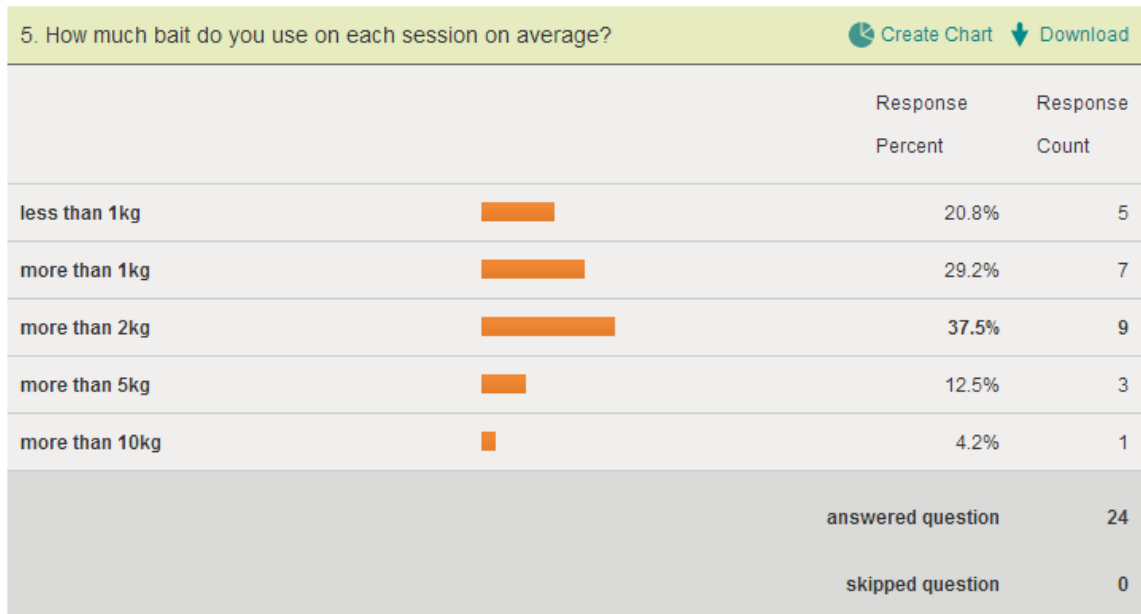 5. How much bait do you use on each session on average? Create Chart Download
Response Response
Percent Count
less than 1kg 20.8% 5
more than 1kg 29.2% 7
more than 2kg 37.5% 9
more than 5kg 12.5% 3
more than 10kg 4.2% 1
answered question 24
skipped question 0